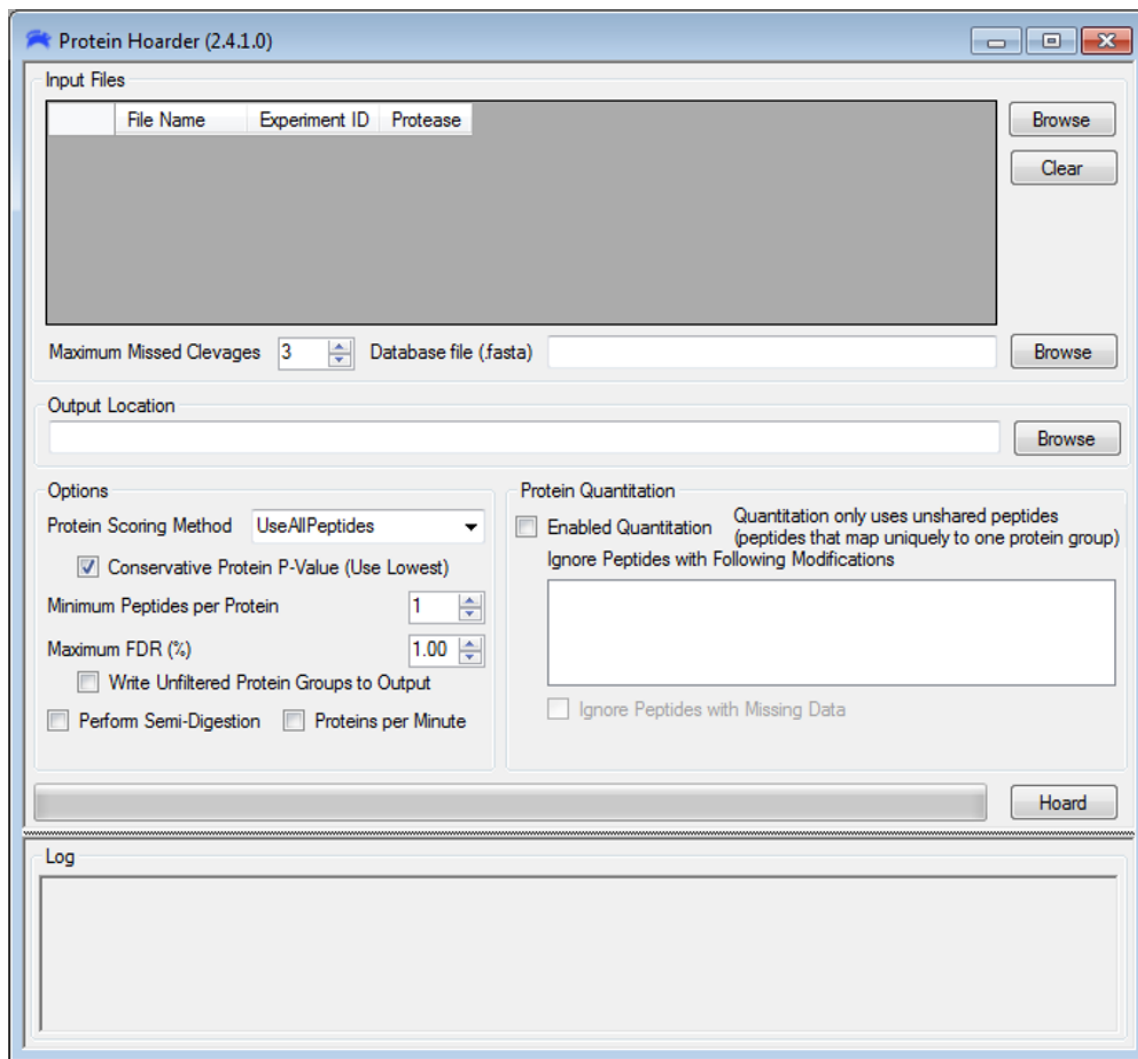 Protein Hoarder (2.4.1.0)
Input Files
File Name Experiment ID Protease
Browse
Clear
Maximum Missed Clevages 3 Database file (.fasta) Browse
Output Location
Browse
Options
Protein Scoring Method UseAllPeptides
Conservative Protein P-Value (Use Lowest)
Minimum Peptides per Protein 1
Maximum FDR (%) 1.00
Write Unfiltered Protein Groups to Output
Perform Semi-Digestion Proteins per Minute
Protein Quantitation
Enabled Quantitation
Quantitation only uses unshared peptides
(peptides that map uniquely to one protein group)
Ignore Peptides with Following Modifications
Ignore Peptides with Missing Data
Hoard
Log